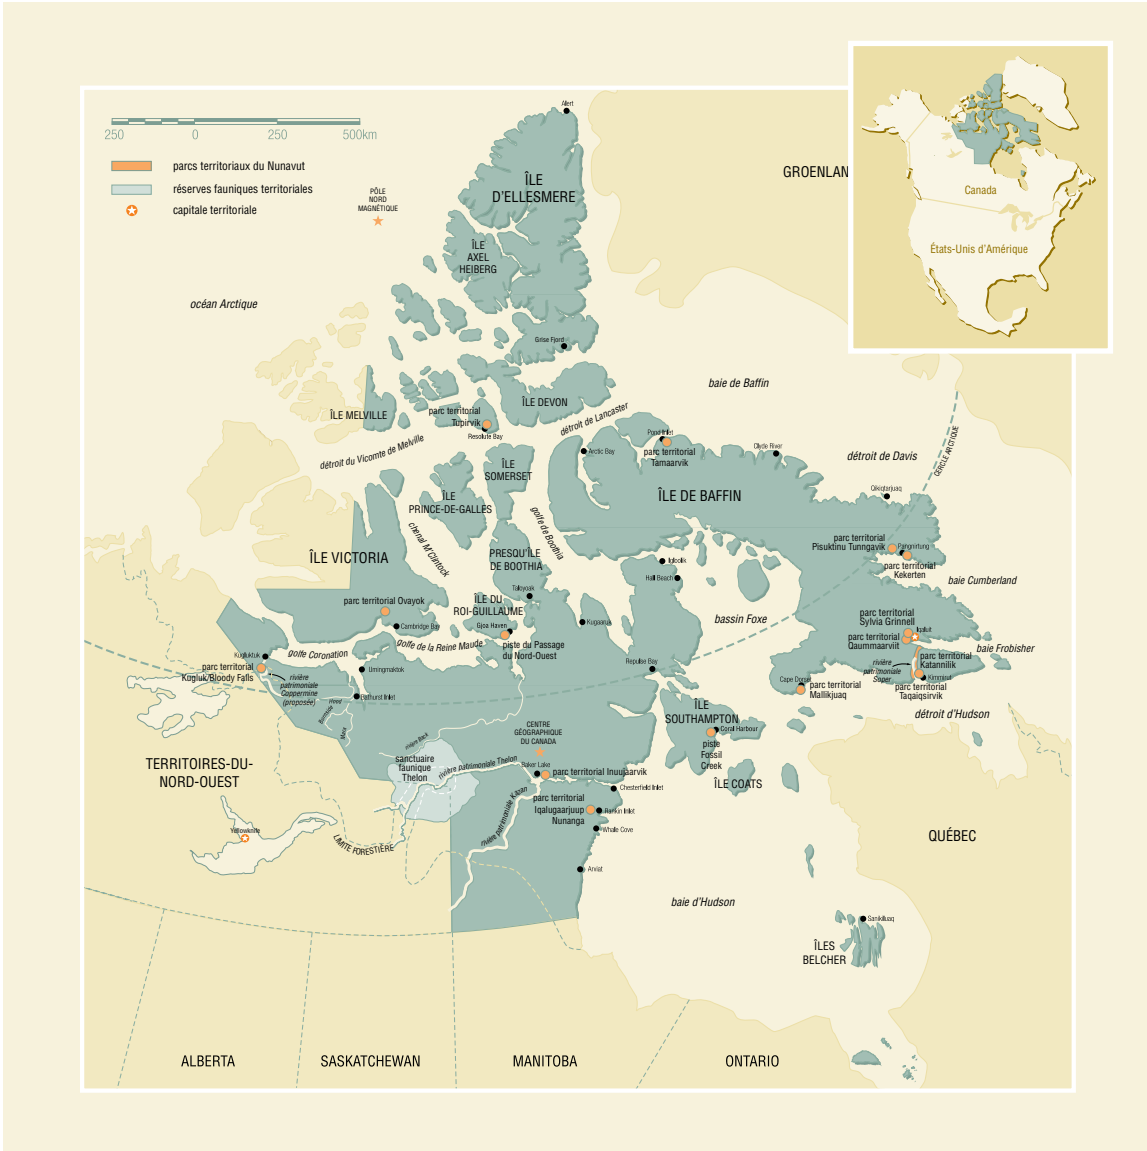 Alert
250
0
250
500km
parcs territoriaux du Nunavut
réserves fauniques territoriales
capitale territoriale
PÔLE
NORD
MAGNÉTIQUE
ÎLE
D'ELLESMERE
GROENLAN
Canada
États-Unis d'Amérique
ÎLE
AXEL
HEIBERG
océan Arctique
Grise Fjord
baie de Baffin
ÎLE DEVON
ÎLE MELVILLE
parc territorial
Tupirvik
Resolute Bay
détroit de Lancaster
détroit du Vicomte de Melville
Pond Inlet
parc territorial
Tamaarvik
Arctic Bay
Clyde River
détroit de Davis
CERCLE ARCTIQUE
ÎLE
SOMERSET
ÎLE
PRINCE-DE-GALLES
ÎLE DE BAFFIN
Qikiqtarjuaq
golfe de Boothia
chenal M'Clintock
ÎLE VICTORIA
PRESQU'ÎLE
DE BOOTHIA
parc territorial
Pisuktinu Tunngavik
Pangnirtung
parc territorial
Kekerten
baie Cumberland
Igloolik
Hall Beach
Taloyoak
parc territorial Ovayok
Cambridge Bay
ÎLE DU
ROI-GUILLAUME
Gjoa Haven
piste du Passage
du Nord-Ouest
Kugaaruk
bassin Foxe
parc territorial
Sylvia Grinnell
Iqaluit
parc territorial
Qaummaarviit
baie Frobisher
parc territorial
Katannilik
rivière
patrimoniale
Soper
Kimmirut
parc territorial
Taqaiqsirvik
détroit d'Hudson
Cape Dorset
parc territorial
Mallikjuaq
golfe de la Reine Maude
golfe Coronation
Kugluktuk
parc territorial
Kugluk/Bloody Falls
rivière
patrimoniale
Coppermine
(proposée)
Umingmaktok
Bathurst Inlet
Hood
Burnside
Mara
Repulse Bay
ÎLE
SOUTHAMPTON
Coral Harbour
piste
Fossil
Creek
ÎLE COATS
CENTRE
GÉOGRAPHIQUE
DU CANADA
rivière Back
sanctuaire
faunique
Thelon
rivière patrimoniale Thelon
Baker Lake
parc territorial Inuujaarvik
Chesterfield Inlet
parc territorial
Iqalugaarjuup
Nunanga
Rankin Inlet
Whale Cove
rivière patrimoniale Kazan
Arviat
TERRITOIRES-DU-
NORD-OUEST
Yellowknife
LIMITE FORESTIÈRE
QUÉBEC
baie d'Hudson
Sanikiluaq
ÎLES
BELCHER
ALBERTA
SASKATCHEWAN
MANITOBA
ONTARIO